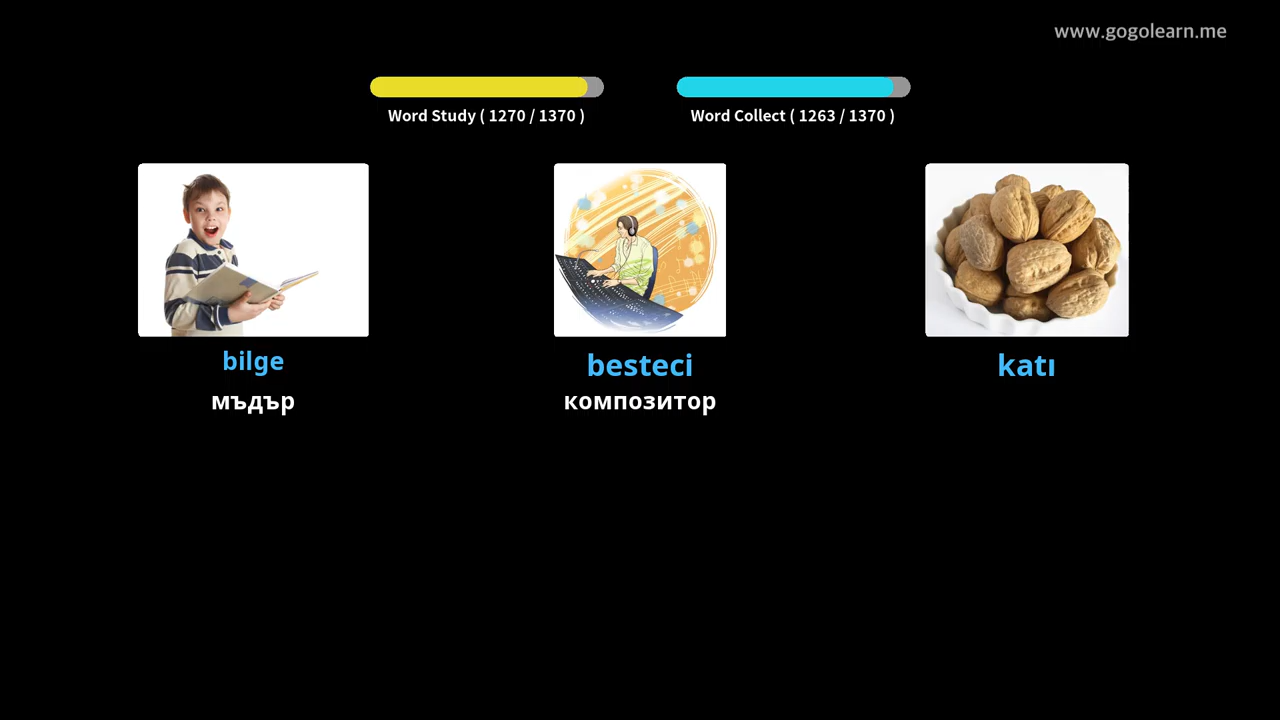 www.gogolearn.me
Word Study ( 1270 / 1370 )
Word Collect ( 1263 / 1370 )
bilge
besteci
katı
мъдър
композитор